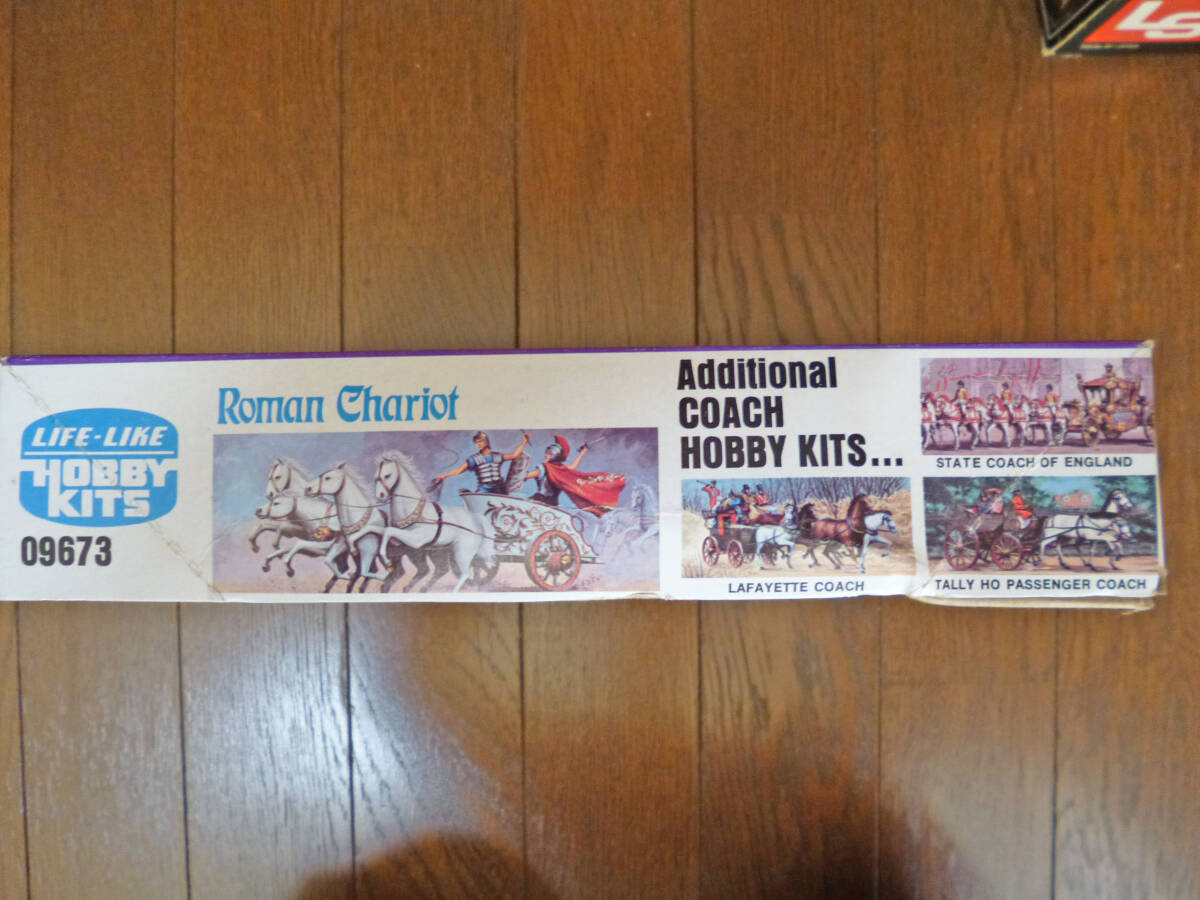 LS
LIFE-LIKE
HOBBY
KITS
09673
Roman Chariot
Additional
COACH
HOBBY KITS...
STATE COACH OF ENGLAND
LAFAYETTE COACH
TALLY HO PASSENGER COACH